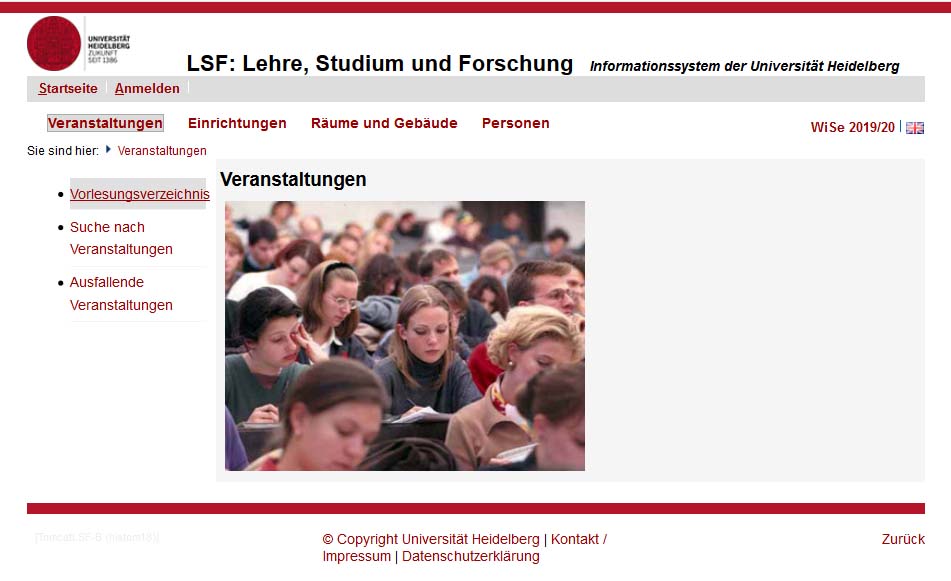 UNIVERSITÄT
HEIDELBERG
ZUKUNFT
SEIT 1386
LSF: Lehre, Studium und Forschung Informationssystem der Universität Heidelberg
Startseite Anmelden
Veranstaltungen Einrichtungen Räume und Gebäude Personen
WiSe 2019/20
Sie sind hier: Veranstaltungen
Vorlesungsverzeichnis
Suche nach
Veranstaltungen
Ausfallende
Veranstaltungen
Veranstaltungen
© Copyright Universität Heidelberg | Kontakt /
Impressum | Datenschutzerklärung
Zurück